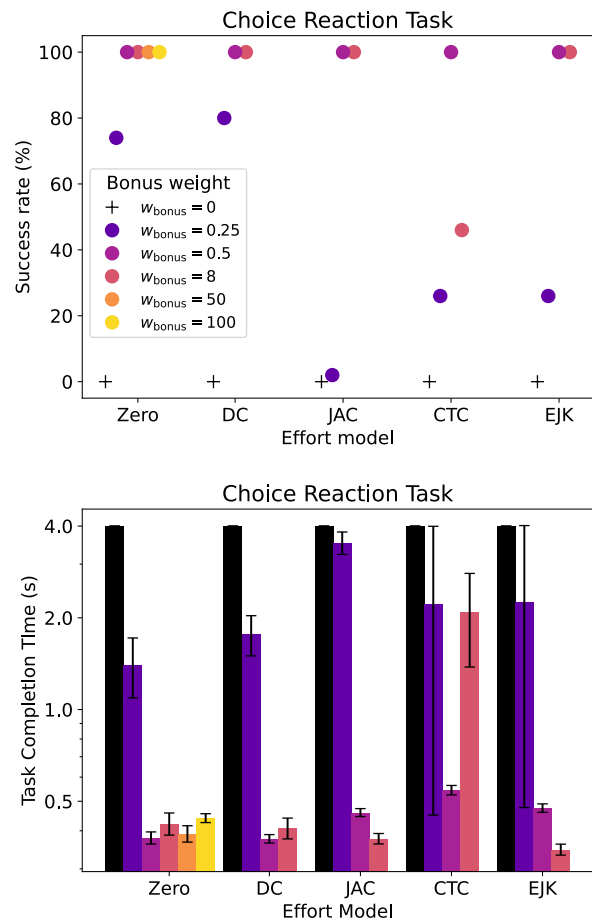 Choice Reaction Task
100
80
60
40
20
0
Success rate (%)
Bonus weight
w_bonus = 0
w_bonus = 0.25
w_bonus = 0.5
w_bonus = 8
w_bonus = 50
w_bonus = 100
Zero DC JAC CTC EJK
Effort model
Choice Reaction Task
4.0
2.0
1.0
0.5
Task Completion TIme (s)
Zero DC JAC CTC EJK
Effort Model